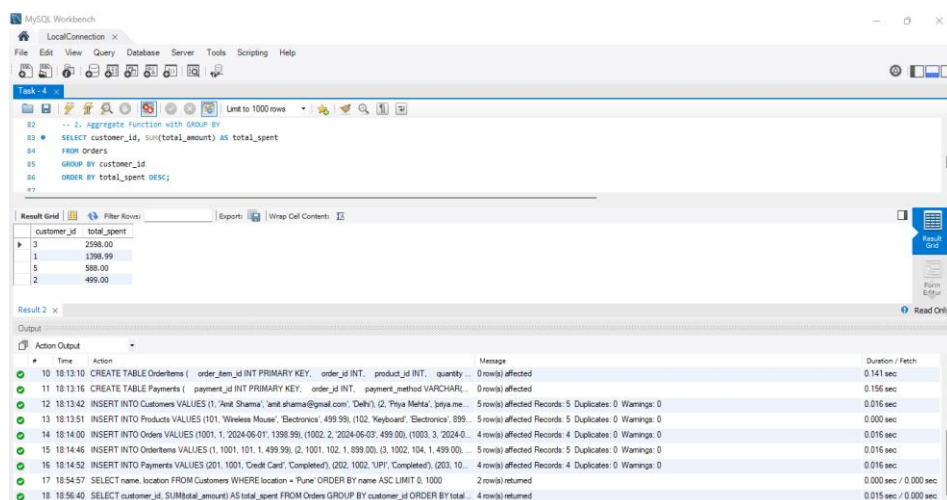 MySQL Workbench
LocalConnection ×
File Edit View Query Database Server Tools Scripting Help
Task - 4 ×
Limit to 1000 rows
82 -- 2. Aggregate Function with GROUP BY
83 SELECT customer_id, SUM(total_amount) AS total_spent
84 FROM Orders
85 GROUP BY customer_id
86 ORDER BY total_spent DESC;
87
Result Grid Filter Rows: Export: Wrap Cell Content:
customer_id total_spent
3 2598.00
1 1398.99
5 588.00
2 499.00
Result Grid
Form Editor
Result 2 × Read Only
Output
Action Output
# Time Action Message Duration / Fetch
10 18:13:10 CREATE TABLE OrderItems ( order_item_id INT PRIMARY KEY, order_id INT, product_id INT, quantity ... 0 row(s) affected 0.141 sec
11 18:13:16 CREATE TABLE Payments ( payment_id INT PRIMARY KEY, order_id INT, payment_method VARCHAR(... 0 row(s) affected 0.156 sec
12 18:13:42 INSERT INTO Customers VALUES (1, 'Amit Sharma', 'amit.sharma@gmail.com', 'Delhi'), (2, 'Priya Mehta', 'priya.me... 5 row(s) affected Records: 5 Duplicates: 0 Warnings: 0 0.016 sec
13 18:13:51 INSERT INTO Products VALUES (101, 'Wireless Mouse', 'Electronics', 499.99), (102, 'Keyboard', 'Electronics', 899... 5 row(s) affected Records: 5 Duplicates: 0 Warnings: 0 0.000 sec
14 18:14:00 INSERT INTO Orders VALUES (1001, 1, '2024-06-01', 1398.99), (1002, 2, '2024-06-03', 499.00), (1003, 3, '2024-0... 4 row(s) affected Records: 4 Duplicates: 0 Warnings: 0 0.016 sec
15 18:14:46 INSERT INTO OrderItems VALUES (1, 1001, 101, 1, 499.99), (2, 1001, 102, 1, 899.00), (3, 1002, 104, 1, 499.00), ... 5 row(s) affected Records: 5 Duplicates: 0 Warnings: 0 0.016 sec
16 18:14:52 INSERT INTO Payments VALUES (201, 1001, 'Credit Card', 'Completed'), (202, 1002, 'UPI', 'Completed'), (203, 10... 4 row(s) affected Records: 4 Duplicates: 0 Warnings: 0 0.016 sec
17 18:54:57 SELECT name, location FROM Customers WHERE location = 'Pune' ORDER BY name ASC LIMIT 0, 1000 2 row(s) returned 0.000 sec / 0.000 sec
18 18:56:40 SELECT customer_id, SUM(total_amount) AS total_spent FROM Orders GROUP BY customer_id ORDER BY total... 4 row(s) returned 0.015 sec / 0.000 sec